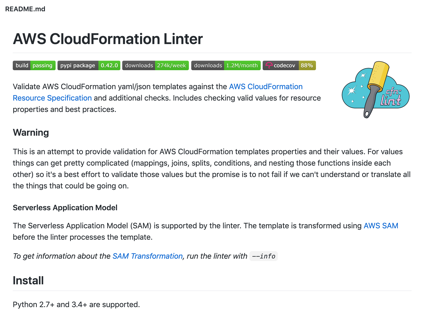 README.md
AWS CloudFormation Linter
build passing pypi package 0.42.0 downloads 274k/week downloads 1.2M/month codecov 88%
Validate AWS CloudFormation yaml/json templates against the AWS CloudFormation
Resource Specification and additional checks. Includes checking valid values for resource
properties and best practices.
lint
Warning
This is an attempt to provide validation for AWS CloudFormation templates properties and their values. For values
things can get pretty complicated (mappings, joins, splits, conditions, and nesting those functions inside each
other) so it's a best effort to validate those values but the promise is to not fail if we can't understand or translate all
the things that could be going on.
Serverless Application Model
The Serverless Application Model (SAM) is supported by the linter. The template is transformed using AWS SAM
before the linter processes the template.
To get information about the SAM Transformation, run the linter with --info
Install
Python 2.7+ and 3.4+ are supported.